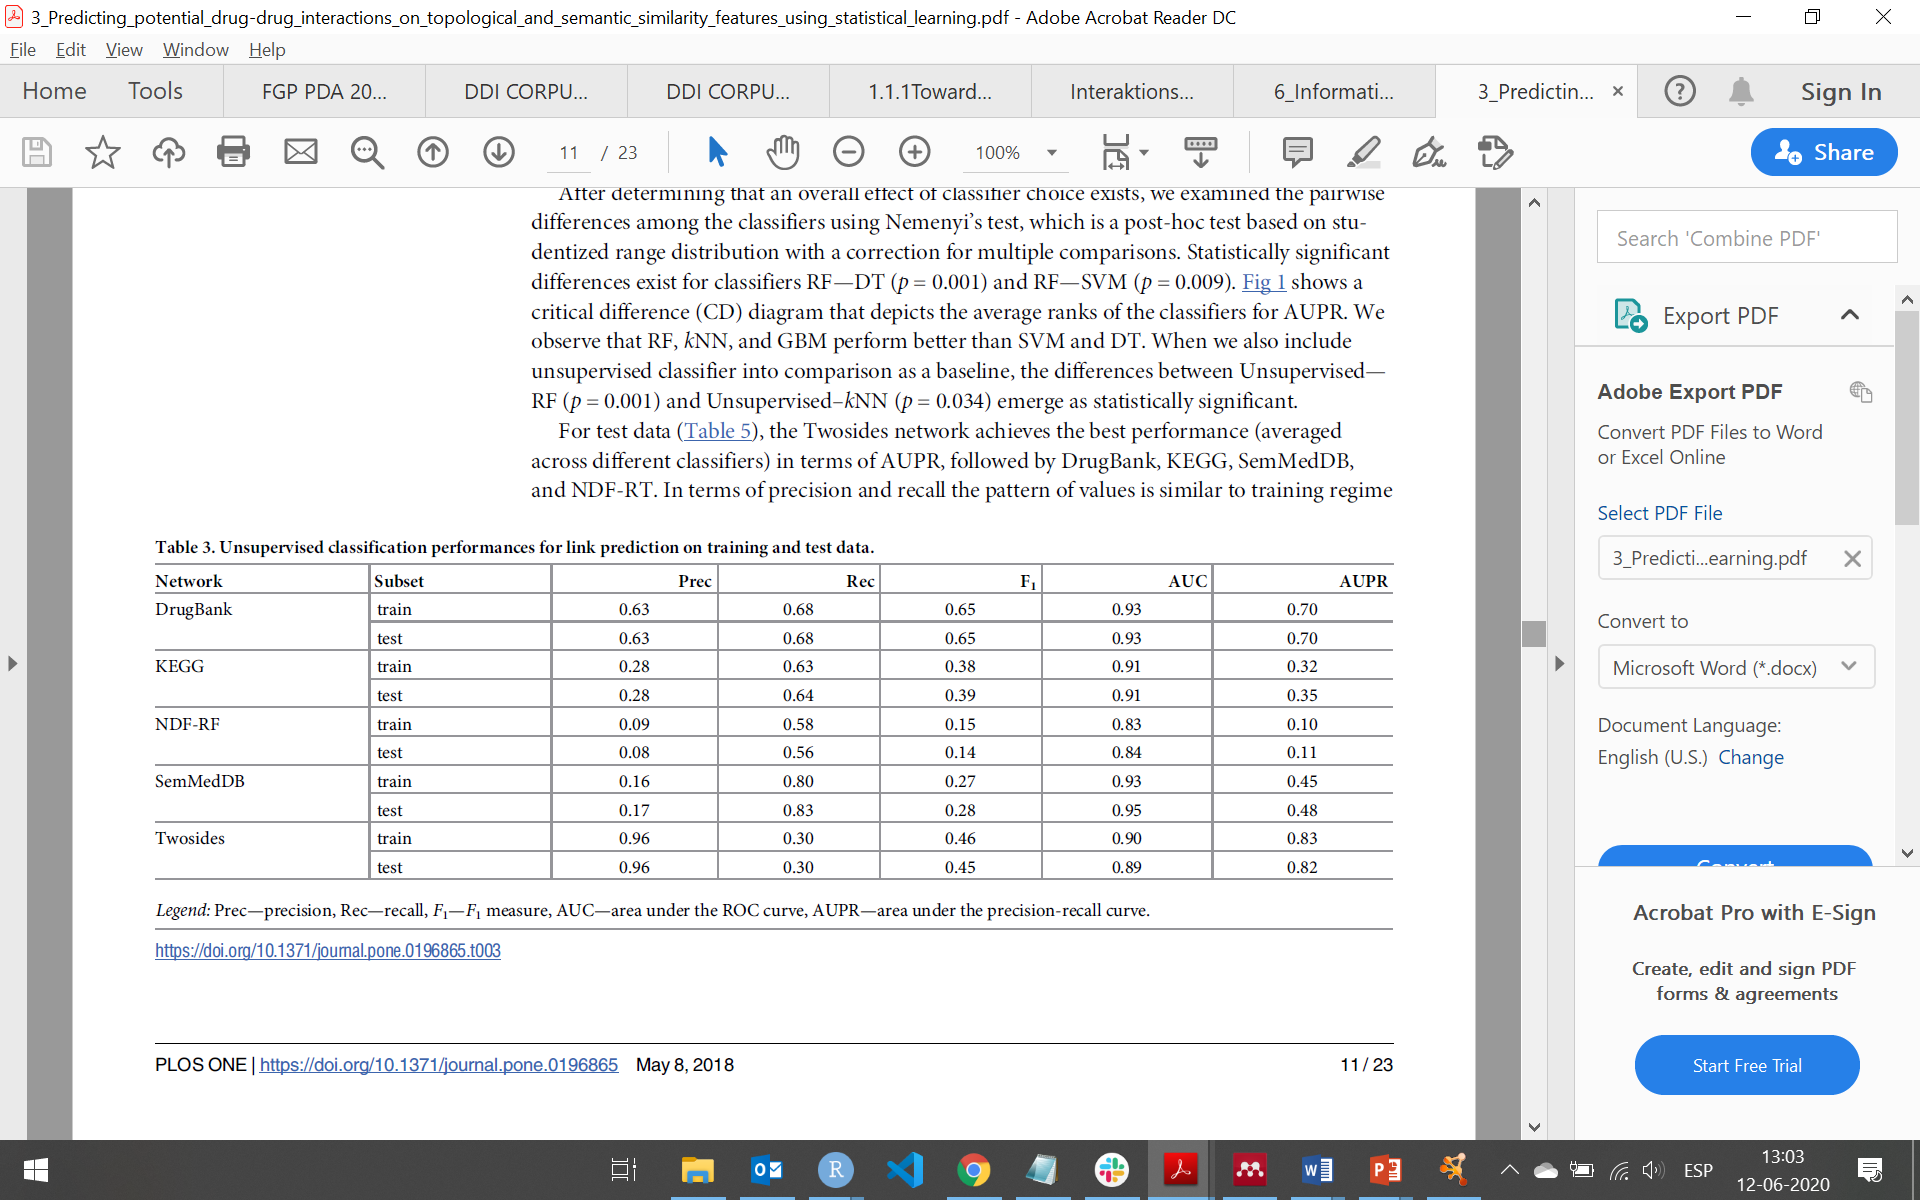 3_Predicting_potential_drug-drug_interactions_on_topological_and_semantic_similarity_features_using_statistical_learning.pdf - Adobe Acrobat Reader DC
File Edit View Window Help
Home Tools FGP PDA 20... DDI CORPU... DDI CORPU... 1.1.1Toward... Interaktions... 6_Informati... 3_Predictin... × Sign In
11 / 23 100% Share
After determining that an overall effect of classifier choice exists, we examined the pairwise
differences among the classifiers using Nemenyi's test, which is a post-hoc test based on stu-
dentized range distribution with a correction for multiple comparisons. Statistically significant
differences exist for classifiers RF—DT (p = 0.001) and RF—SVM (p = 0.009). Fig 1 shows a
critical difference (CD) diagram that depicts the average ranks of the classifiers for AUPR. We
observe that RF, kNN, and GBM perform better than SVM and DT. When we also include
unsupervised classifier into comparison as a baseline, the differences between Unsupervised—
RF (p = 0.001) and Unsupervised–kNN (p = 0.034) emerge as statistically significant.
For test data (Table 5), the Twosides network achieves the best performance (averaged
across different classifiers) in terms of AUPR, followed by DrugBank, KEGG, SemMedDB,
and NDF-RT. In terms of precision and recall the pattern of values is similar to training regime
Table 3. Unsupervised classification performances for link prediction on training and test data.
Network Subset Prec Rec F1 AUC AUPR
DrugBank train 0.63 0.68 0.65 0.93 0.70
test 0.63 0.68 0.65 0.93 0.70
KEGG train 0.28 0.63 0.38 0.91 0.32
test 0.28 0.64 0.39 0.91 0.35
NDF-RF train 0.09 0.58 0.15 0.83 0.10
test 0.08 0.56 0.14 0.84 0.11
SemMedDB train 0.16 0.80 0.27 0.93 0.45
test 0.17 0.83 0.28 0.95 0.48
Twosides train 0.96 0.30 0.46 0.90 0.83
test 0.96 0.30 0.45 0.89 0.82
Legend: Prec—precision, Rec—recall, F1—F1 measure, AUC—area under the ROC curve, AUPR—area under the precision-recall curve.
https://doi.org/10.1371/journal.pone.0196865.t003
PLOS ONE | https://doi.org/10.1371/journal.pone.0196865 May 8, 2018 11 / 23
Search 'Combine PDF'
Export PDF
Adobe Export PDF
Convert PDF Files to Word
or Excel Online
Select PDF File
3_Predicti...earning.pdf
Convert to
Microsoft Word (*.docx)
Document Language:
English (U.S.) Change
Convert
Acrobat Pro with E-Sign
Create, edit and sign PDF
forms & agreements
Start Free Trial
ESP
13:03
12-06-2020